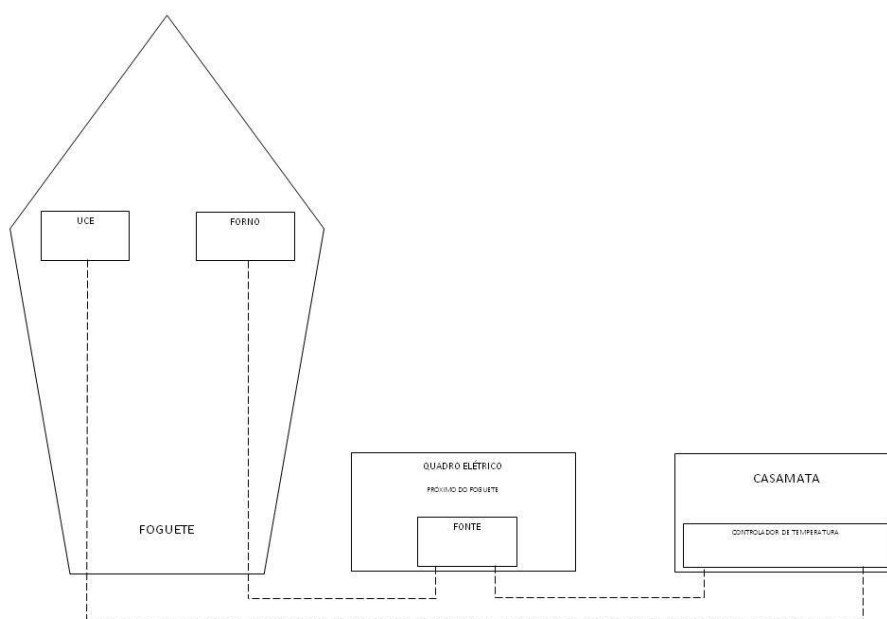 UCE
FORNO
FOGUETE
QUADRO ELÉTRICO
PRÓXIMO DO FOGUETE
FONTE
CASAMATA
CONTROLADOR DE TEMPERATURA